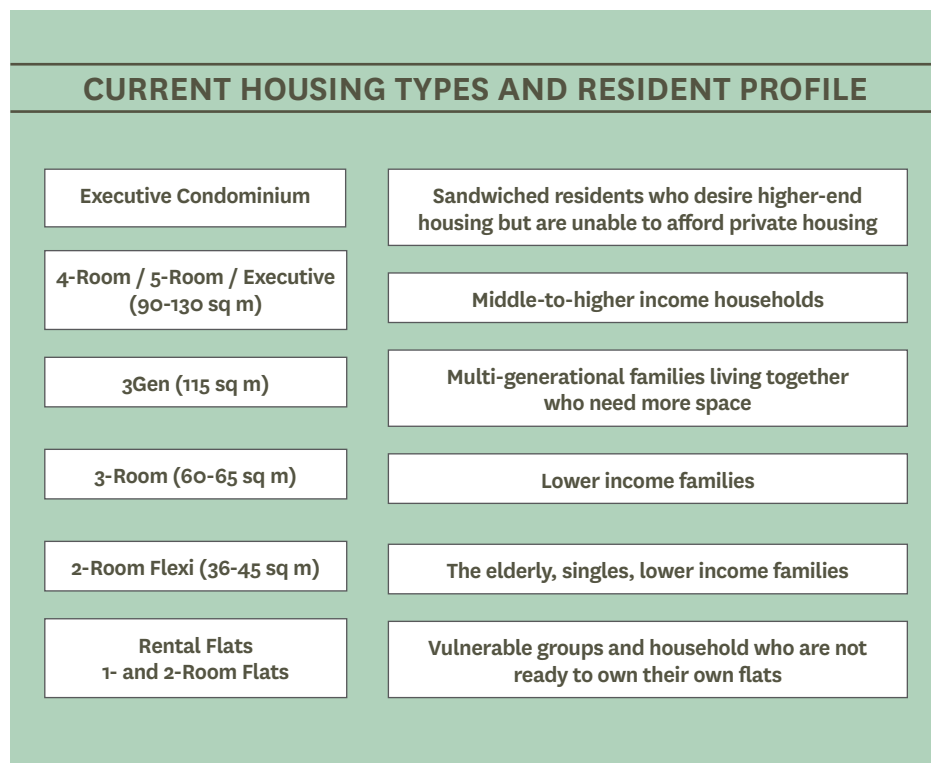 CURRENT HOUSING TYPES AND RESIDENT PROFILE
Executive Condominium
Sandwiched residents who desire higher-end
housing but are unable to afford private housing
4-Room / 5-Room / Executive
(90-130 sq m)
Middle-to-higher income households
3Gen (115 sq m)
Multi-generational families living together
who need more space
3-Room (60-65 sq m)
Lower income families
2-Room Flexi (36-45 sq m)
The elderly, singles, lower income families
Rental Flats
1- and 2-Room Flats
Vulnerable groups and household who are not
ready to own their own flats